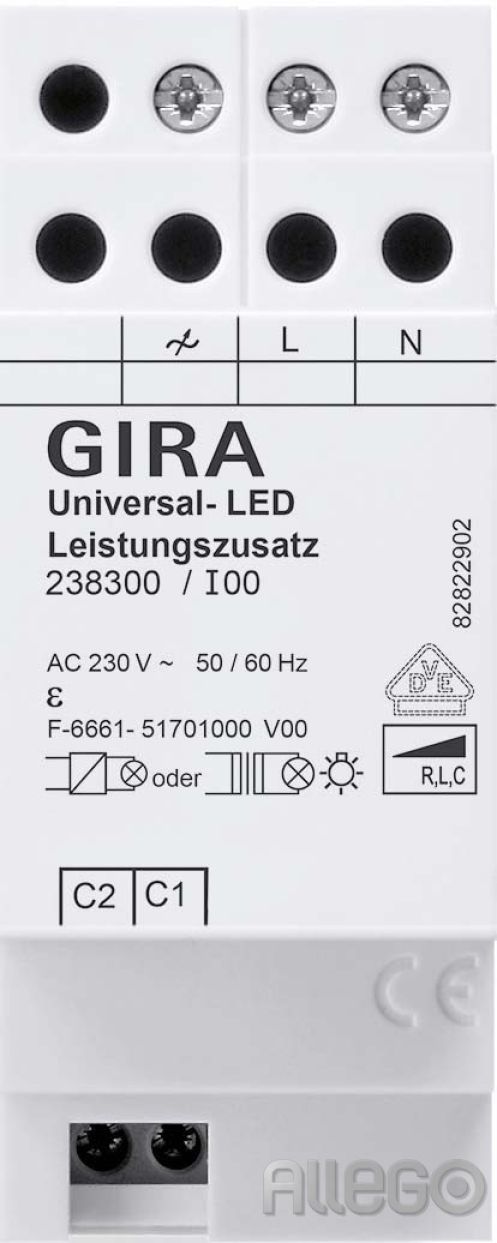 L N
GIRA
Universal- LED
Leistungszusatz
238300 / I00
82822902
AC 230 V ~ 50 / 60 Hz
VDE
ε
F-6661- 51701000 V00
oder
R,L,C
C2 C1
CE
ALLEGO